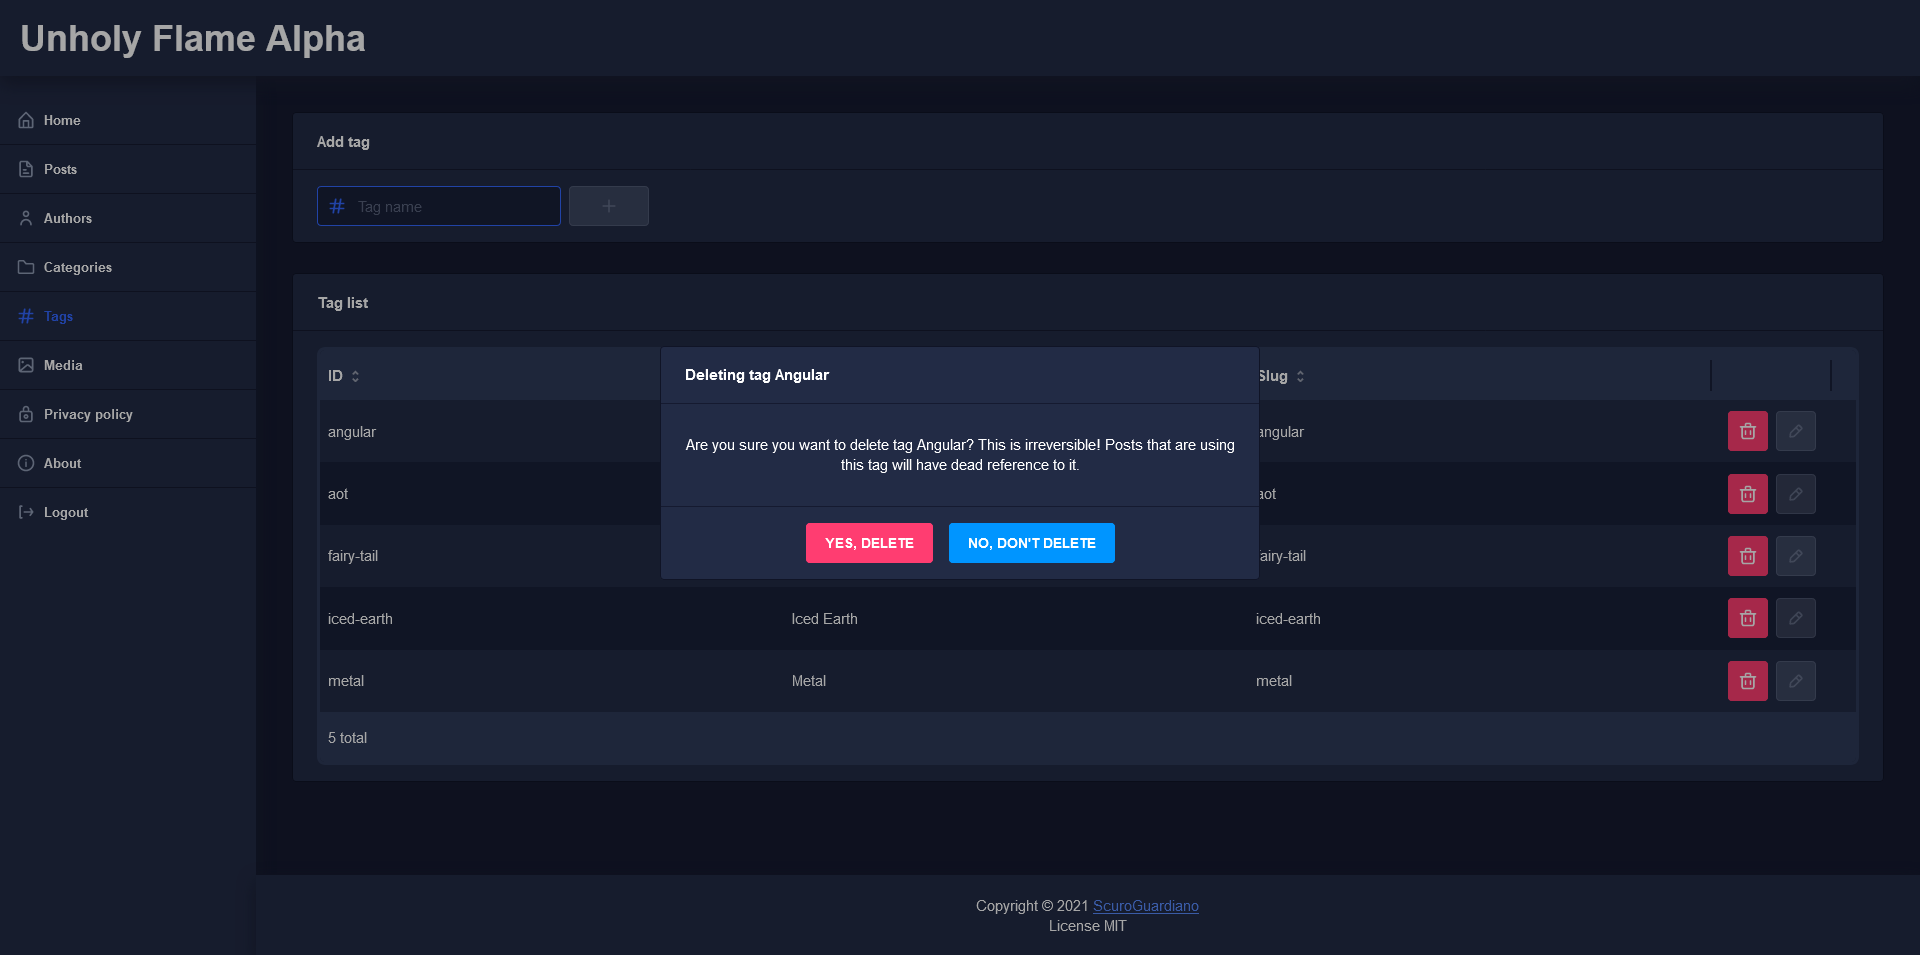 Unholy Flame Alpha
Home
Posts
Authors
Categories
Tags
Media
Privacy policy
About
Logout
Add tag
Tag name
Tag list
ID Slug
Deleting tag Angular
Are you sure you want to delete tag Angular? This is irreversible! Posts that are using
this tag will have dead reference to it.
YES, DELETE NO, DON'T DELETE
angular angular
aot aot
fairy-tail fairy-tail
iced-earth Iced Earth iced-earth
metal Metal metal
5 total
Copyright © 2021 ScuroGuardiano
License MIT